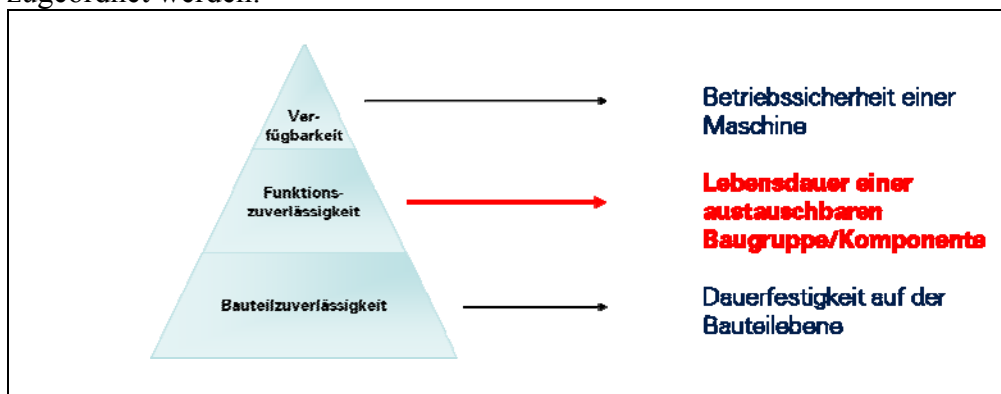 zugeordnet werden.
Ver-
fügbarkeit
Betriebssicherheit einer
Maschine
Funktions-
zuverlässigkeit
Lebensdauer einer
austauschbaren
Baugruppe/Komponente
Bauteilzuverlässigkeit
Dauerfestigkeit auf der
Bauteilebene